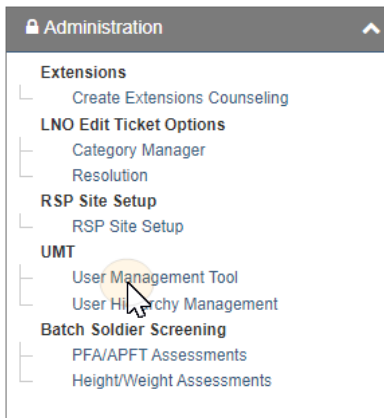 Administration
Extensions
Create Extensions Counseling
LNO Edit Ticket Options
Category Manager
Resolution
RSP Site Setup
RSP Site Setup
UMT
User Management Tool
User Hierarchy Management
Batch Soldier Screening
PFA/APFT Assessments
Height/Weight Assessments